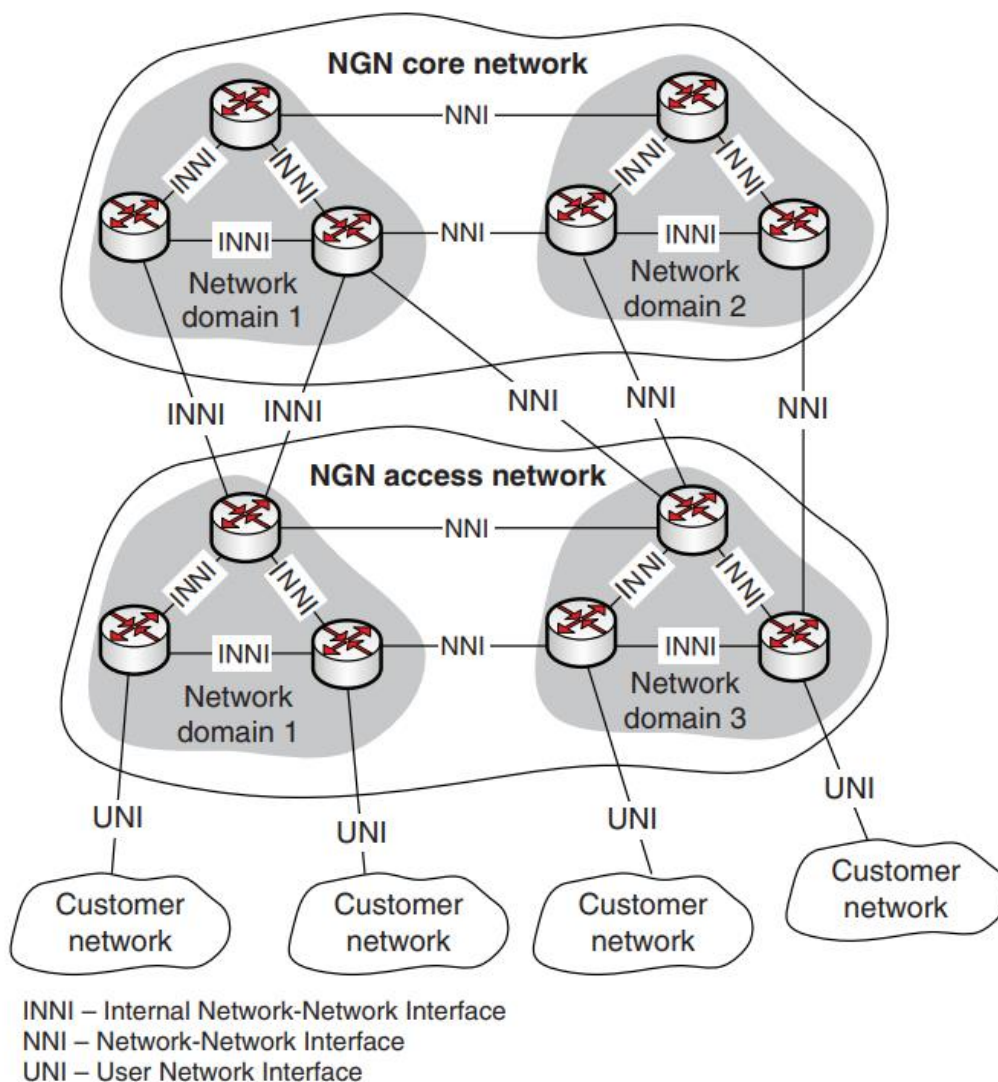 NGN core network
NNI
INNI
INNI
INNI
INNI
INNI
NNI
INNI
Network
domain 1
Network
domain 2
INNI
INNI
NNI
NNI
NNI
NGN access network
NNI
INNI
INNI
INNI
INNI
INNI
NNI
INNI
Network
domain 1
Network
domain 3
UNI
UNI
UNI
UNI
Customer
network
Customer
network
Customer
network
Customer
network
INNI – Internal Network-Network Interface
NNI – Network-Network Interface
UNI – User Network Interface